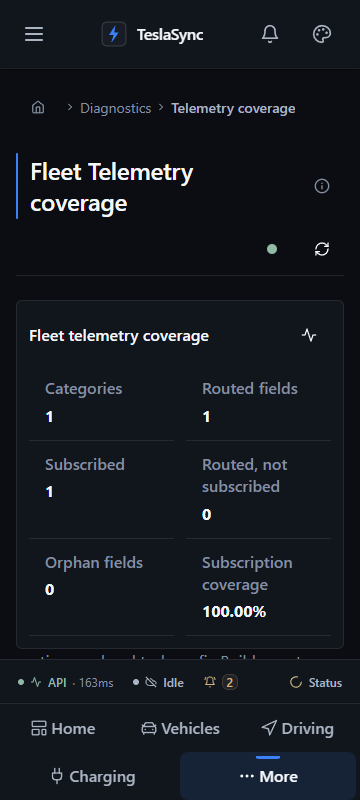 TeslaSync
Diagnostics
Telemetry coverage
Fleet Telemetry
coverage
Fleet telemetry coverage
Categories
1
Routed fields
1
Subscribed
1
Routed, not
subscribed
0
Orphan fields
0
Subscription
coverage
100.00%
API · 163ms
Idle
2
Status
Home
Vehicles
Driving
Charging
More